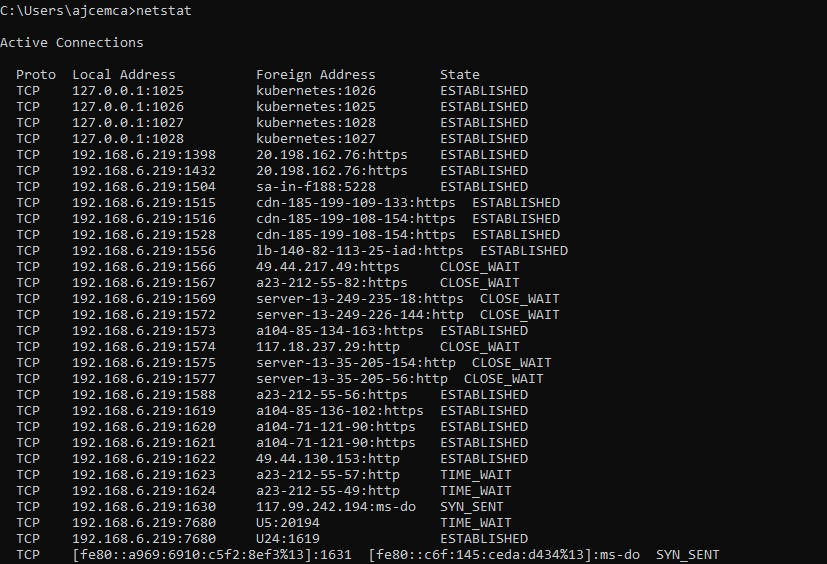 C:\Users\ajcemca>netstat
Active Connections
Proto Local Address Foreign Address State
TCP 127.0.0.1:1025 kubernetes:1026 ESTABLISHED
TCP 127.0.0.1:1026 kubernetes:1025 ESTABLISHED
TCP 127.0.0.1:1027 kubernetes:1028 ESTABLISHED
TCP 127.0.0.1:1028 kubernetes:1027 ESTABLISHED
TCP 192.168.6.219:1398 20.198.162.76:https ESTABLISHED
TCP 192.168.6.219:1432 20.198.162.76:https ESTABLISHED
TCP 192.168.6.219:1504 sa-in-f188:5228 ESTABLISHED
TCP 192.168.6.219:1515 cdn-185-199-109-133:https ESTABLISHED
TCP 192.168.6.219:1516 cdn-185-199-108-154:https ESTABLISHED
TCP 192.168.6.219:1528 cdn-185-199-108-154:https ESTABLISHED
TCP 192.168.6.219:1556 lb-140-82-113-25-iad:https ESTABLISHED
TCP 192.168.6.219:1566 49.44.217.49:https CLOSE_WAIT
TCP 192.168.6.219:1567 a23-212-55-82:https CLOSE_WAIT
TCP 192.168.6.219:1569 server-13-249-235-18:https CLOSE_WAIT
TCP 192.168.6.219:1572 server-13-249-226-144:http CLOSE_WAIT
TCP 192.168.6.219:1573 a104-85-134-163:https ESTABLISHED
TCP 192.168.6.219:1574 117.18.237.29:http CLOSE_WAIT
TCP 192.168.6.219:1575 server-13-35-205-154:http CLOSE_WAIT
TCP 192.168.6.219:1577 server-13-35-205-56:http CLOSE_WAIT
TCP 192.168.6.219:1588 a23-212-55-56:https ESTABLISHED
TCP 192.168.6.219:1619 a104-85-136-102:https ESTABLISHED
TCP 192.168.6.219:1620 a104-71-121-90:https ESTABLISHED
TCP 192.168.6.219:1621 a104-71-121-90:https ESTABLISHED
TCP 192.168.6.219:1622 49.44.130.153:http ESTABLISHED
TCP 192.168.6.219:1623 a23-212-55-57:http TIME_WAIT
TCP 192.168.6.219:1624 a23-212-55-49:http TIME_WAIT
TCP 192.168.6.219:1630 117.99.242.194:ms-do SYN_SENT
TCP 192.168.6.219:7680 U5:20194 TIME_WAIT
TCP 192.168.6.219:7680 U24:1619 ESTABLISHED
TCP [fe80::a969:6910:c5f2:8ef3%13]:1631 [fe80::c6f:145:ceda:d434%13]:ms-do SYN_SENT